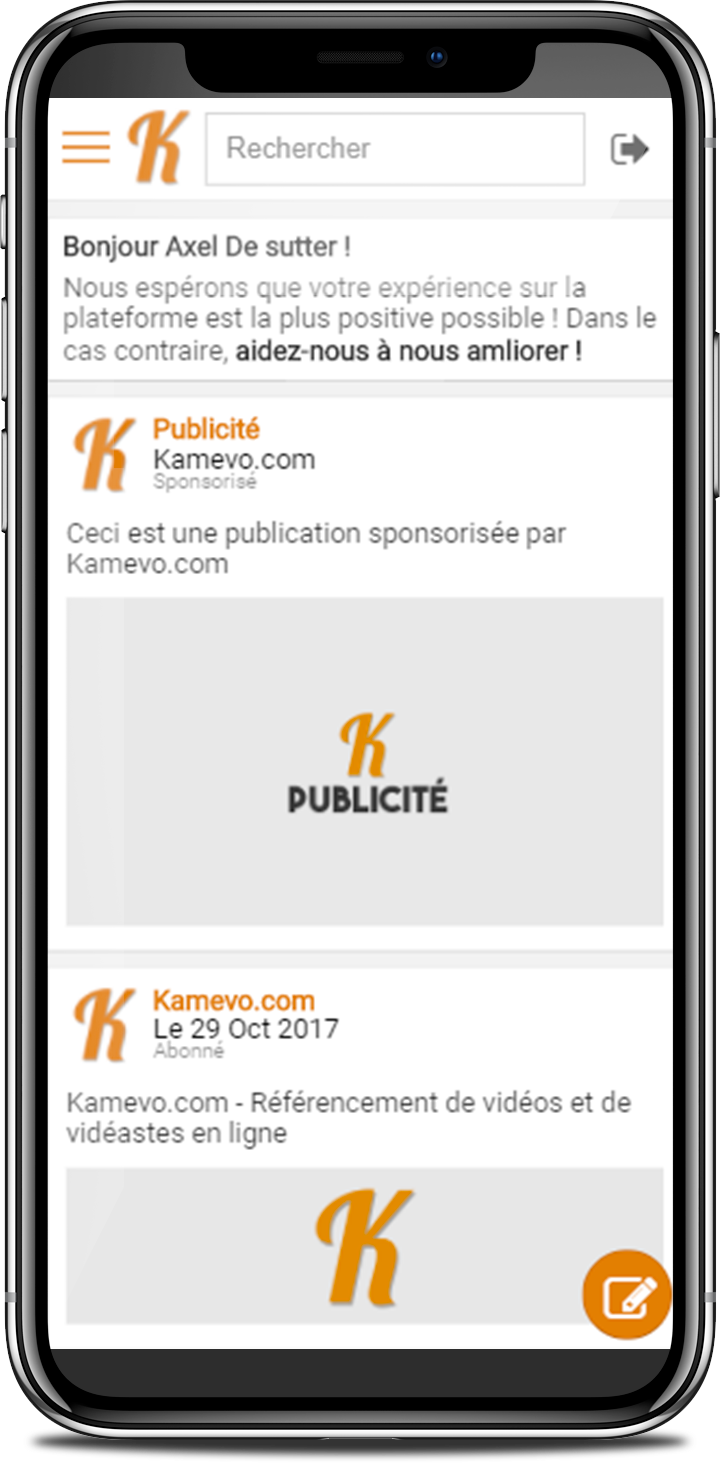 K
Rechercher
Bonjour Axel De sutter !
Nous espérons que votre expérience sur la
plateforme est la plus positive possible ! Dans le
cas contraire, aidez-nous à nous amliorer !
K
Publicité
Kamevo.com
Sponsorisé
Ceci est une publication sponsorisée par
Kamevo.com
K
PUBLICITÉ
K
Kamevo.com
Le 29 Oct 2017
Abonné
Kamevo.com - Référencement de vidéos et de
vidéastes en ligne
K